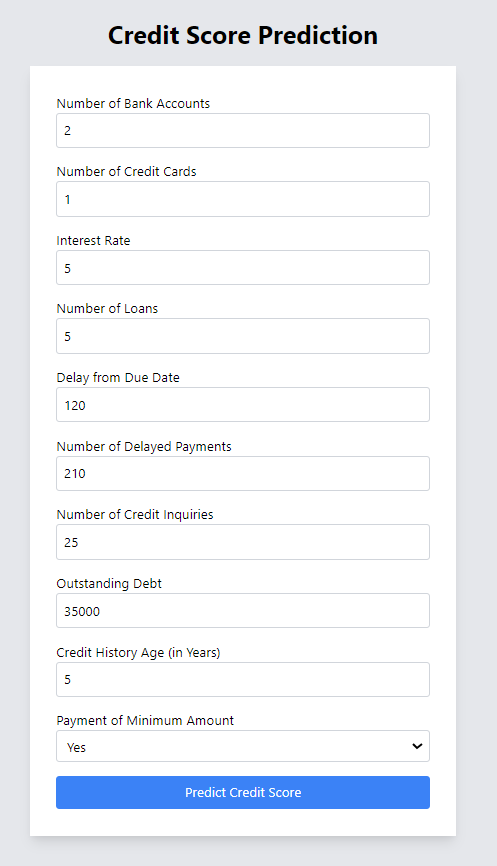 Credit Score Prediction
Number of Bank Accounts
2
Number of Credit Cards
1
Interest Rate
5
Number of Loans
5
Delay from Due Date
120
Number of Delayed Payments
210
Number of Credit Inquiries
25
Outstanding Debt
35000
Credit History Age (in Years)
5
Payment of Minimum Amount
Yes
Predict Credit Score